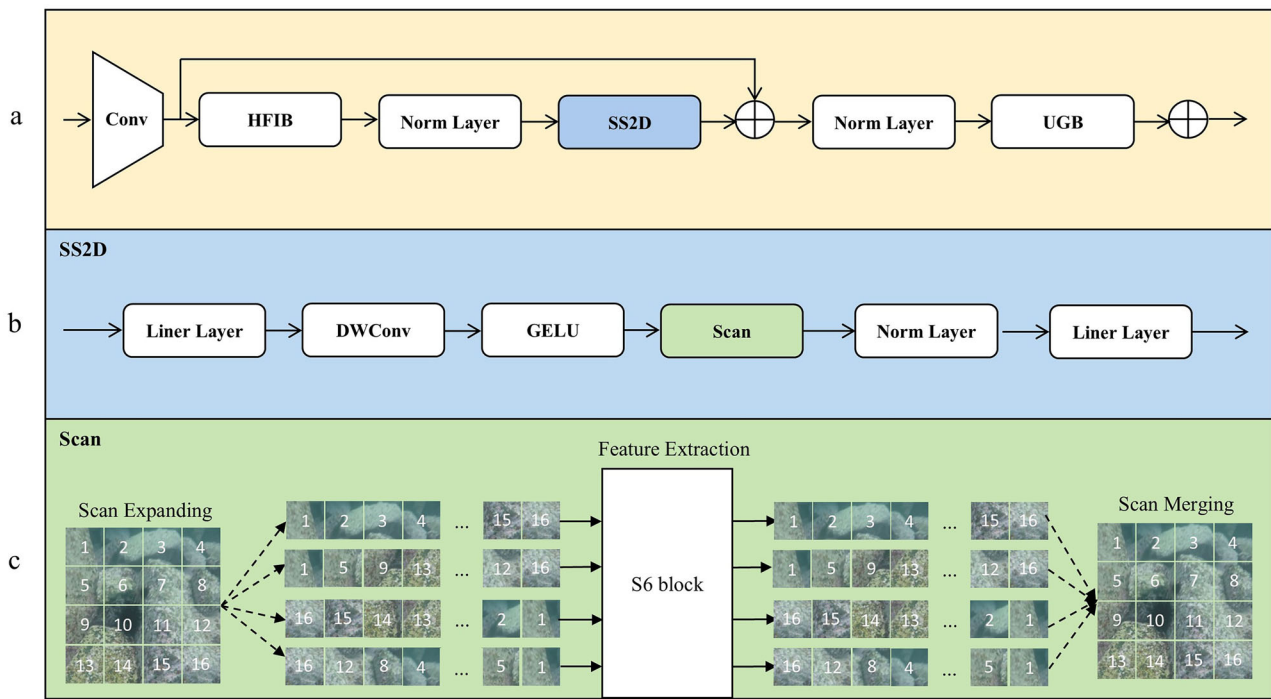 a
Conv
HFIB
Norm Layer
SS2D
Norm Layer
UGB
SS2D
b
Liner Layer
DWConv
GELU
Scan
Norm Layer
Liner Layer
Scan
c
Scan Expanding
1 2 3 4
5 6 7 8
9 10 11 12
13 14 15 16
1 2 3 4 ... 15 16
1 5 9 13 ... 12 16
16 15 14 13 ... 2 1
16 12 8 4 ... 5 1
Feature Extraction
S6 block
1 2 3 4 ... 15 16
1 5 9 13 ... 12 16
16 15 14 13 ... 2 1
16 12 8 4 ... 5 1
Scan Merging
1 2 3 4
5 6 7 8
9 10 11 12
13 14 15 16